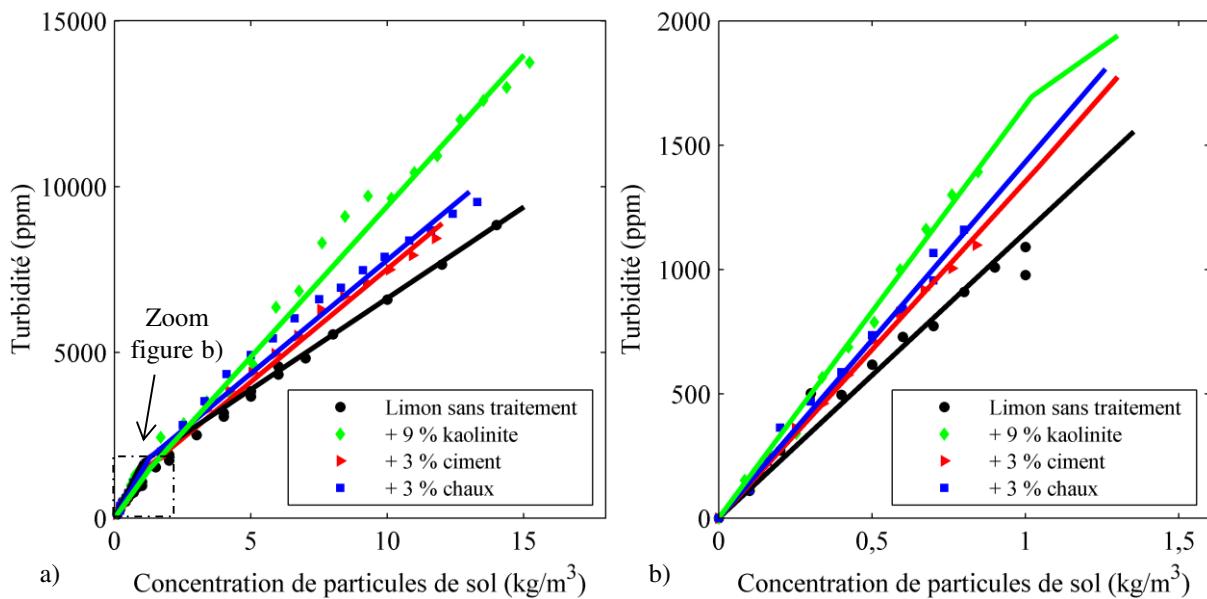 15000
10000
5000
0
Turbidité (ppm)
Zoom
figure b)
Limon sans traitement
+ 9 % kaolinite
+ 3 % ciment
+ 3 % chaux
0 5 10 15
a) Concentration de particules de sol (kg/m³)
2000
1500
1000
500
0
Turbidité (ppm)
Limon sans traitement
+ 9 % kaolinite
+ 3 % ciment
+ 3 % chaux
0 0,5 1 1,5
b) Concentration de particules de sol (kg/m³)